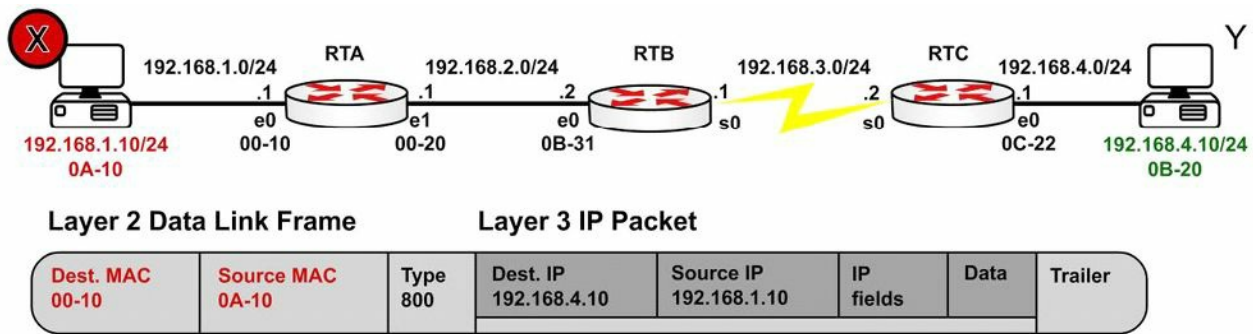 X
Y
RTA
RTB
RTC
192.168.1.0/24
192.168.2.0/24
192.168.3.0/24
192.168.4.0/24
.1
.1
.2
.1
.2
.1
e0
e1
e0
s0
s0
e0
192.168.1.10/24
00-10
00-20
0B-31
0C-22
192.168.4.10/24
0A-10
0B-20
Layer 2 Data Link Frame
Layer 3 IP Packet
Dest. MAC
00-10
Source MAC
0A-10
Type
800
Dest. IP
192.168.4.10
Source IP
192.168.1.10
IP
fields
Data
Trailer